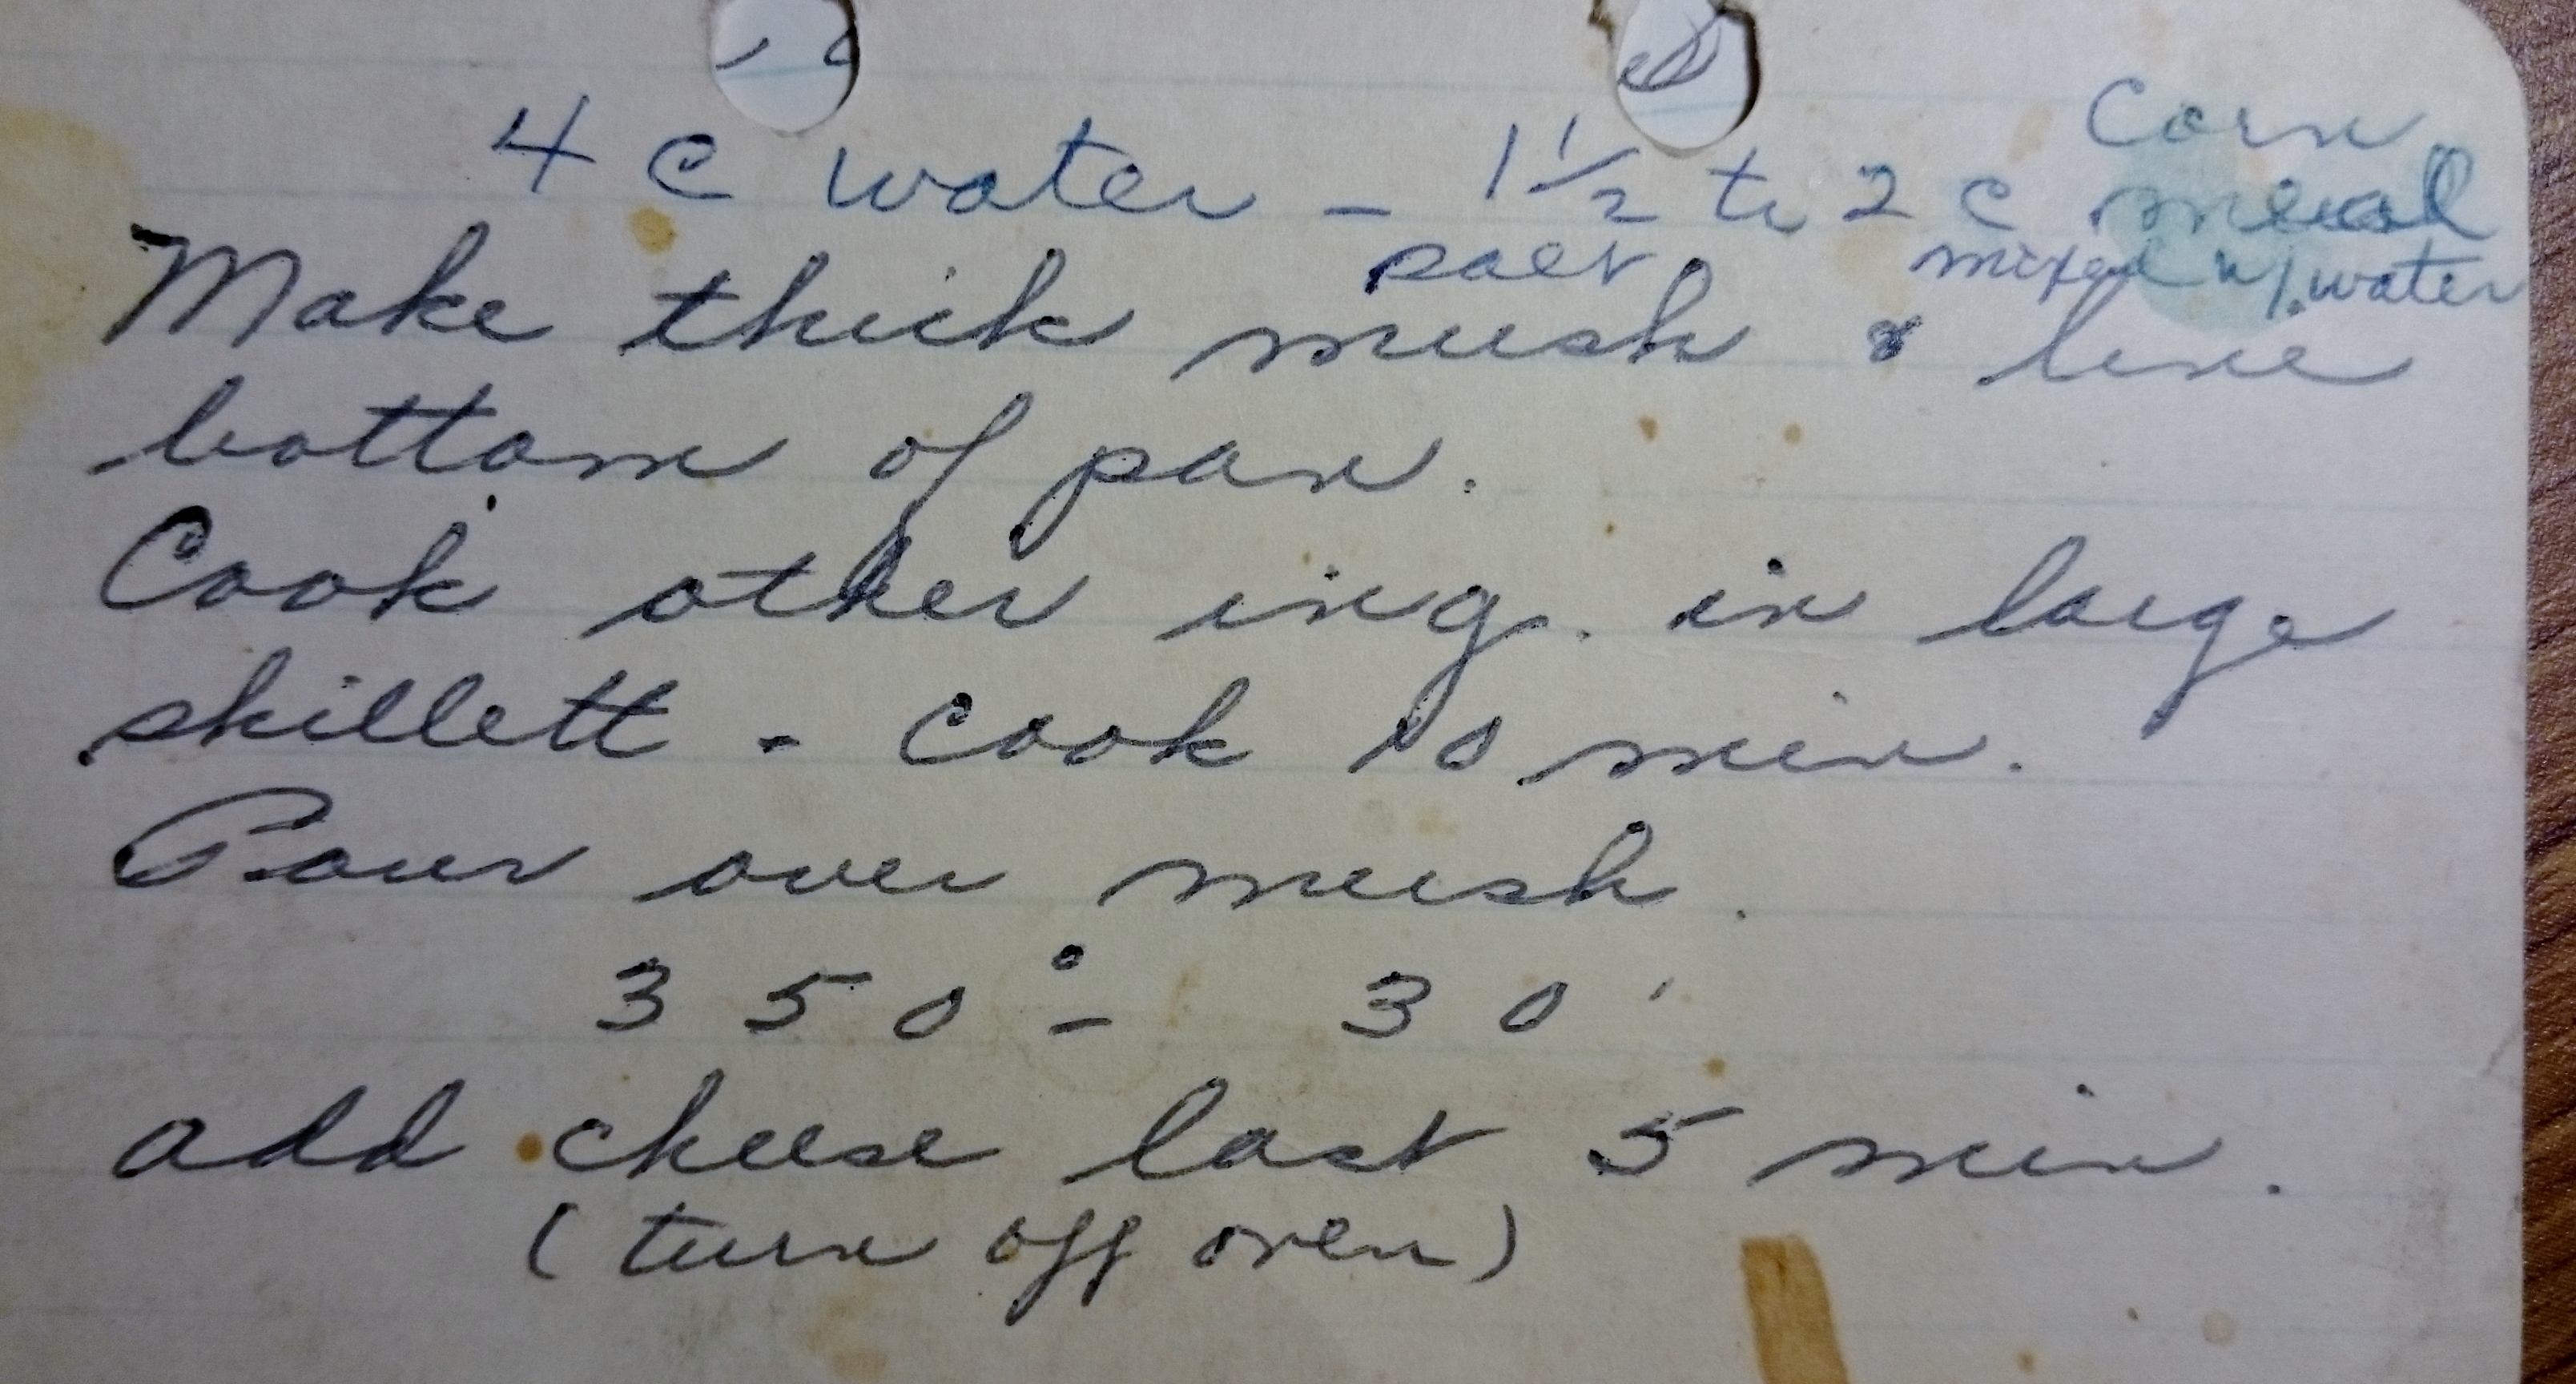 Corn
4 c water - 1 1/2 to 2 c meal
salt mixed w/ water
Make thick mush & line
bottom of pan.
Cook other ing. in large
skillett - cook 10 min.
Pour over mush.
350° - 30'
add cheese last 5 min.
(turn off oven)